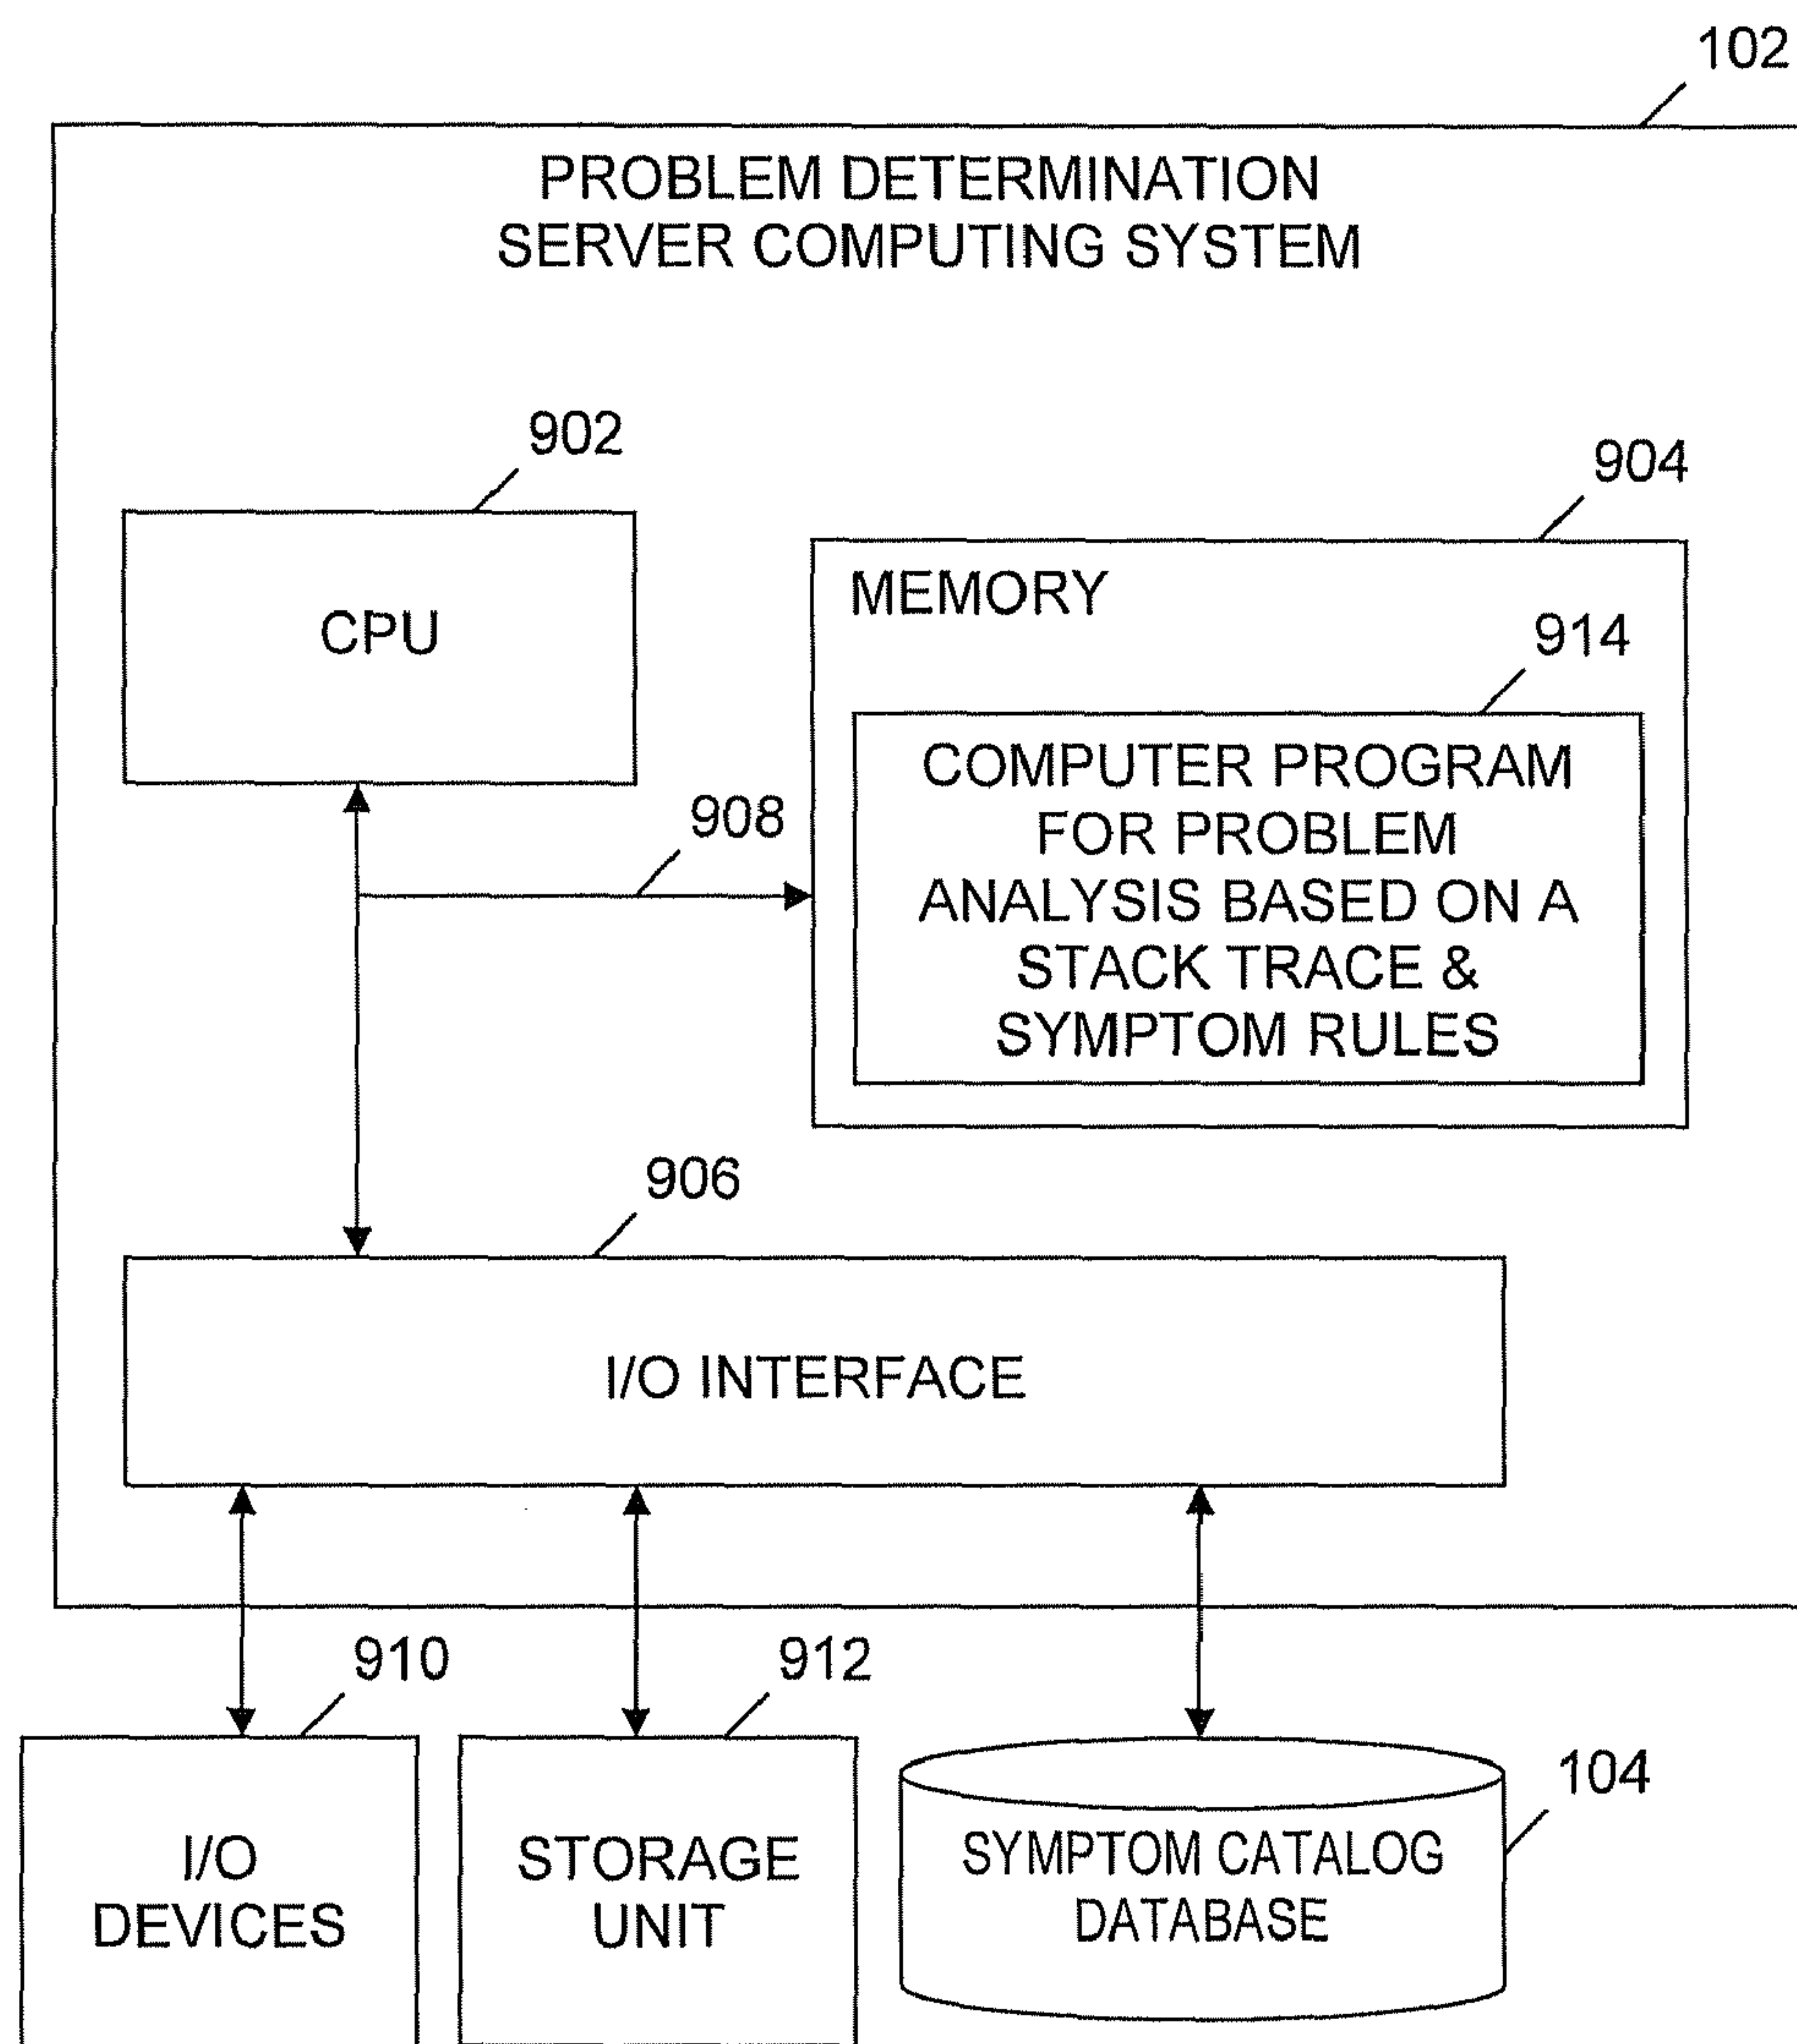 102
PROBLEM DETERMINATION
SERVER COMPUTING SYSTEM
902
904
CPU
MEMORY
914
COMPUTER PROGRAM
FOR PROBLEM
ANALYSIS BASED ON A
STACK TRACE &
SYMPTOM RULES
908
906
I/O INTERFACE
910
912
104
I/O
DEVICES
STORAGE
UNIT
SYMPTOM CATALOG
DATABASE